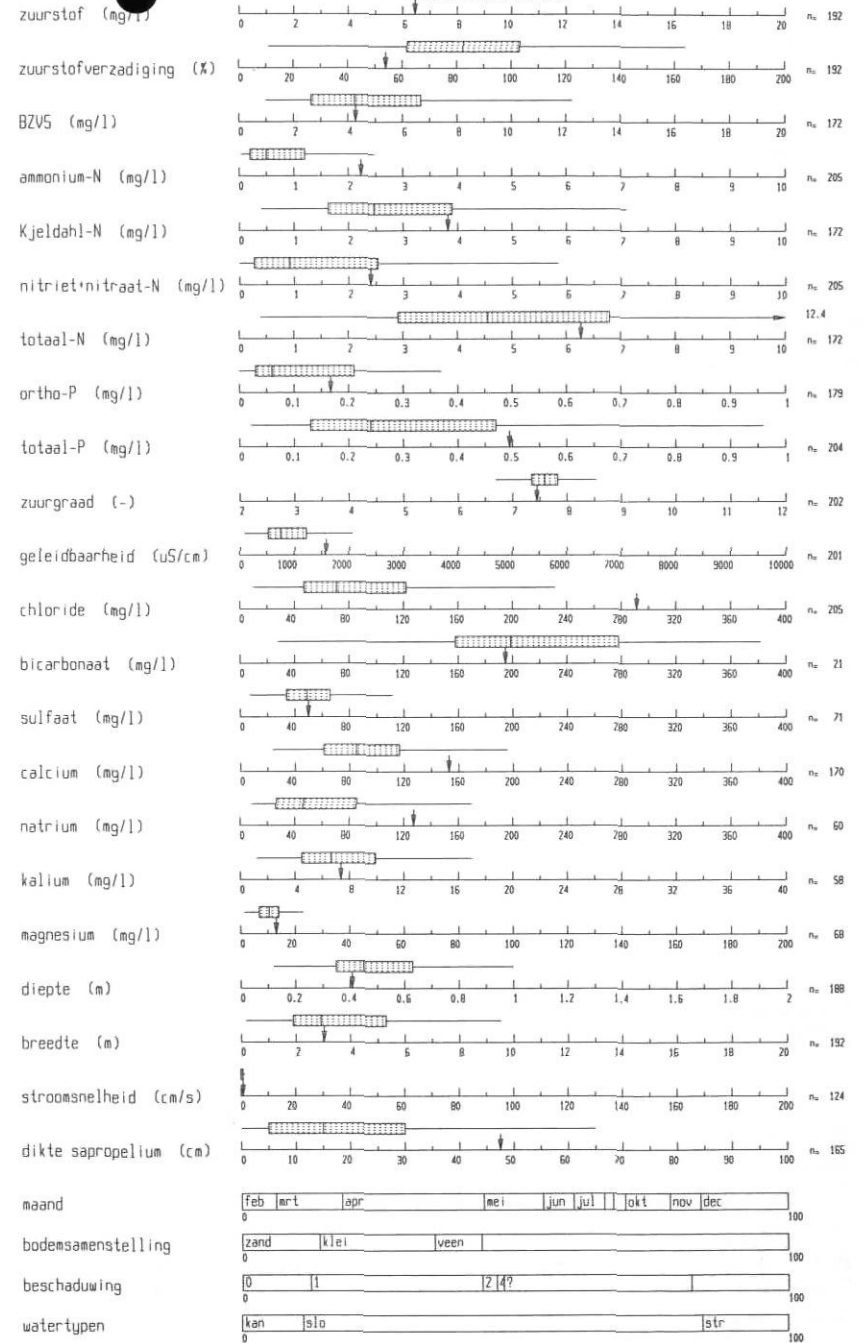 zuurstof (mg/l) 0 2 4 6 8 10 12 14 16 18 20 n= 192
zuurstofverzadiging (%) 0 20 40 60 80 100 120 140 160 180 200 n= 192
BZV5 (mg/l) 0 2 4 6 8 10 12 14 16 18 20 n= 172
ammonium-N (mg/l) 0 1 2 3 4 5 6 7 8 9 10 n= 205
Kjeldahl-N (mg/l) 0 1 2 3 4 5 6 7 8 9 10 n= 172
nitriet+nitraat-N (mg/l) 0 1 2 3 4 5 6 7 8 9 10 n= 205
12.4
totaal-N (mg/l) 0 1 2 3 4 5 6 7 8 9 10 n= 172
ortho-P (mg/l) 0 0.1 0.2 0.3 0.4 0.5 0.6 0.7 0.8 0.9 1 n= 179
totaal-P (mg/l) 0 0.1 0.2 0.3 0.4 0.5 0.6 0.7 0.8 0.9 1 n= 204
zuurgraad (-) 2 3 4 5 6 7 8 9 10 11 12 n= 202
geleidbaarheid (uS/cm) 0 1000 2000 3000 4000 5000 6000 7000 8000 9000 10000 n= 201
chloride (mg/l) 0 40 80 120 160 200 240 280 320 360 400 n= 205
bicarbonaat (mg/l) 0 40 80 120 160 200 240 280 320 360 400 n= 21
sulfaat (mg/l) 0 40 80 120 160 200 240 280 320 360 400 n= 71
calcium (mg/l) 0 40 80 120 160 200 240 280 320 360 400 n= 170
natrium (mg/l) 0 40 80 120 160 200 240 280 320 360 400 n= 60
kalium (mg/l) 0 4 8 12 16 20 24 28 32 36 40 n= 58
magnesium (mg/l) 0 20 40 60 80 100 120 140 160 180 200 n= 68
diepte (m) 0 0.2 0.4 0.6 0.8 1 1.2 1.4 1.6 1.8 2 n= 188
breedte (m) 0 2 4 6 8 10 12 14 16 18 20 n= 192
stroomsnelheid (cm/s) 0 20 40 60 80 100 120 140 160 180 200 n= 124
dikte sapropelium (cm) 0 10 20 30 40 50 60 70 80 90 100 n= 165
maand feb mrt apr mei jun jul okt nov dec
0 100
bodemsamenstelling zand klei veen
0 100
beschaduwing 0 1 2 4 ?
0 100
watertypen kan slo str
0 100